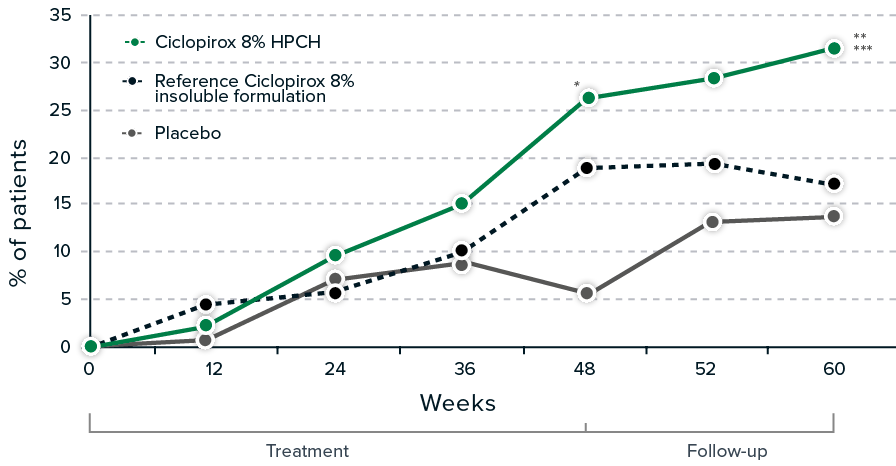 35
30
25
20
15
10
5
0
% of patients
Ciclopirox 8% HPCH
Reference Ciclopirox 8%
insoluble formulation
Placebo
*
**
***
0 12 24 36 48 52 60
Weeks
Treatment Follow-up